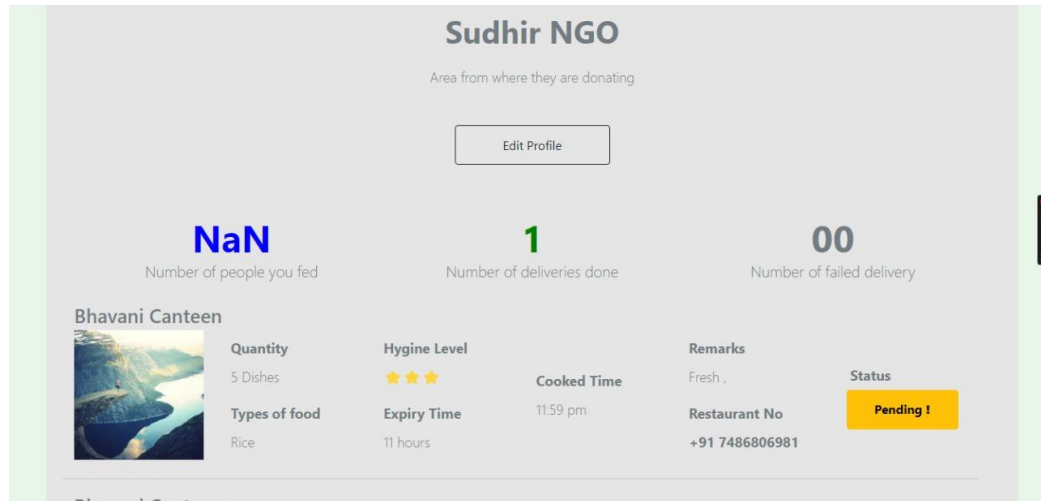 Sudhir NGO
Area from where they are donating
Edit Profile
NaN
Number of people you fed
1
Number of deliveries done
00
Number of failed delivery
Bhavani Canteen
Quantity
5 Dishes
Types of food
Rice
Hygine Level
Expiry Time
11 hours
Cooked Time
11:59 pm
Remarks
Fresh ,
Restaurant No
+91 7486806981
Status
Pending !